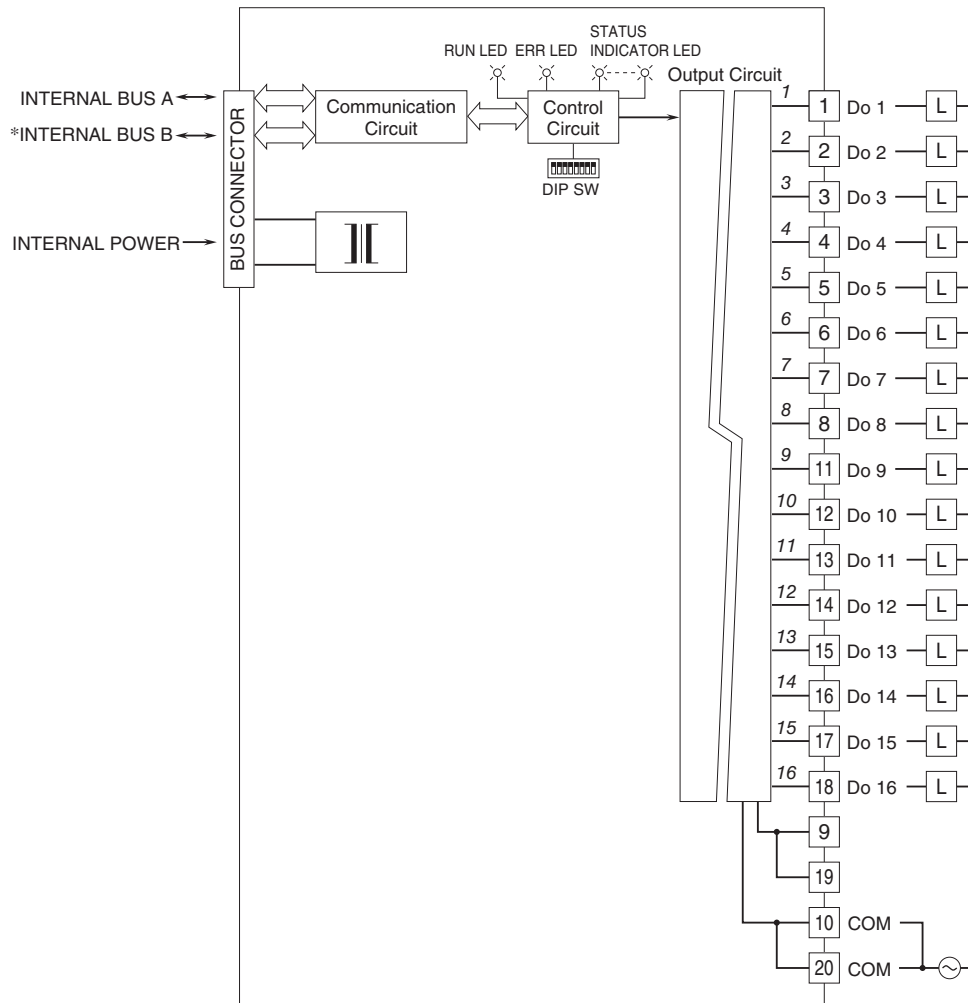 STATUS
RUN LED ERR LED INDICATOR LED
Output Circuit
INTERNAL BUS A
*INTERNAL BUS B
INTERNAL POWER
BUS CONNECTOR
Communication
Circuit
Control
Circuit
DIP SW
1 1 Do 1 L
2 2 Do 2 L
3 3 Do 3 L
4 4 Do 4 L
5 5 Do 5 L
6 6 Do 6 L
7 7 Do 7 L
8 8 Do 8 L
9 11 Do 9 L
10 12 Do 10 L
11 13 Do 11 L
12 14 Do 12 L
13 15 Do 13 L
14 16 Do 14 L
15 17 Do 15 L
16 18 Do 16 L
9
19
10 COM
20 COM